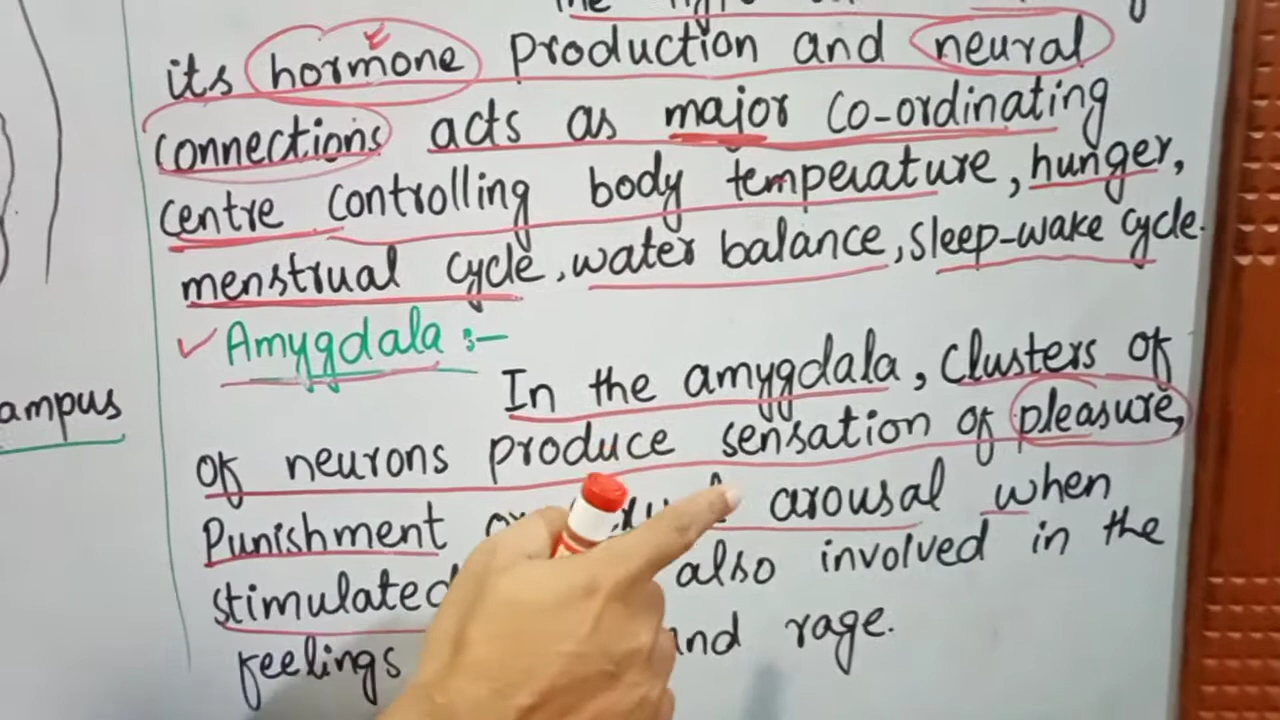 its hormone production and neural
connections acts as major co-ordinating
centre controlling body temperature, hunger,
menstrual cycle, water balance, sleep-wake cycle.
Amygdala :-
In the amygdala, clusters of
ampus
of neurons produce sensation of pleasure,
Punishment arousal when
stimulated also involved in the
feelings and rage.